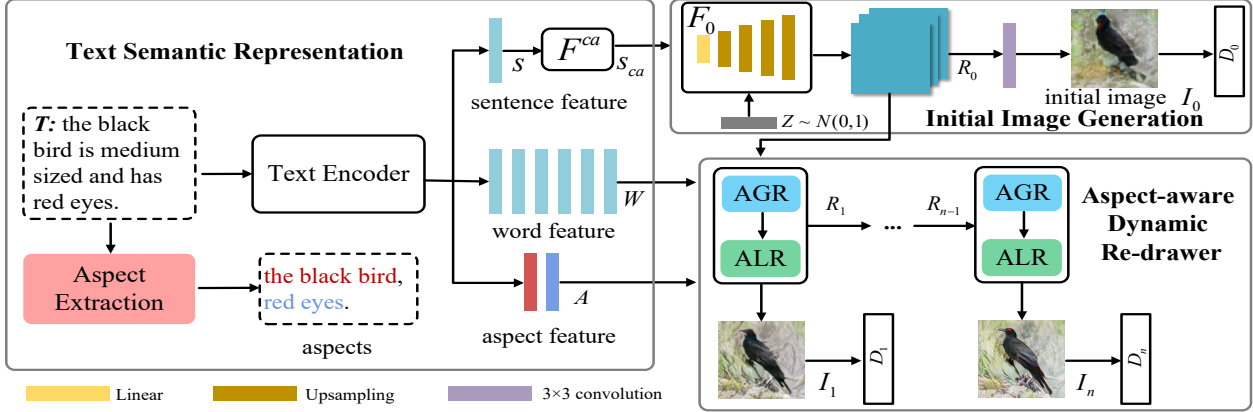 Text Semantic Representation
T: the black
bird is medium
sized and has
red eyes.
Aspect
Extraction
the black bird,
red eyes.
aspects
Text Encoder
s
F^{ca}
s_{ca}
sentence feature
W
word feature
A
aspect feature
F_0
Z ~ N(0,1)
R_0
initial image I_0
D_0
Initial Image Generation
AGR
ALR
R_1
...
R_{n-1}
AGR
ALR
Aspect-aware
Dynamic
Re-drawer
I_1
D_1
I_n
D_n
Linear
Upsampling
3×3 convolution